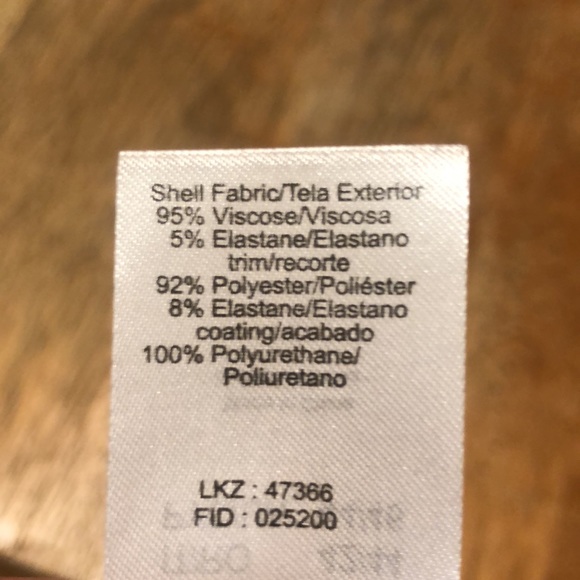 Shell Fabric/Tela Exterior
95% Viscose/Viscosa
5% Elastane/Elastano
trim/recorte
92% Polyester/Poliéster
8% Elastane/Elastano
coating/acabado
100% Polyurethane/
Poliuretano
LKZ : 47366
FID : 025200